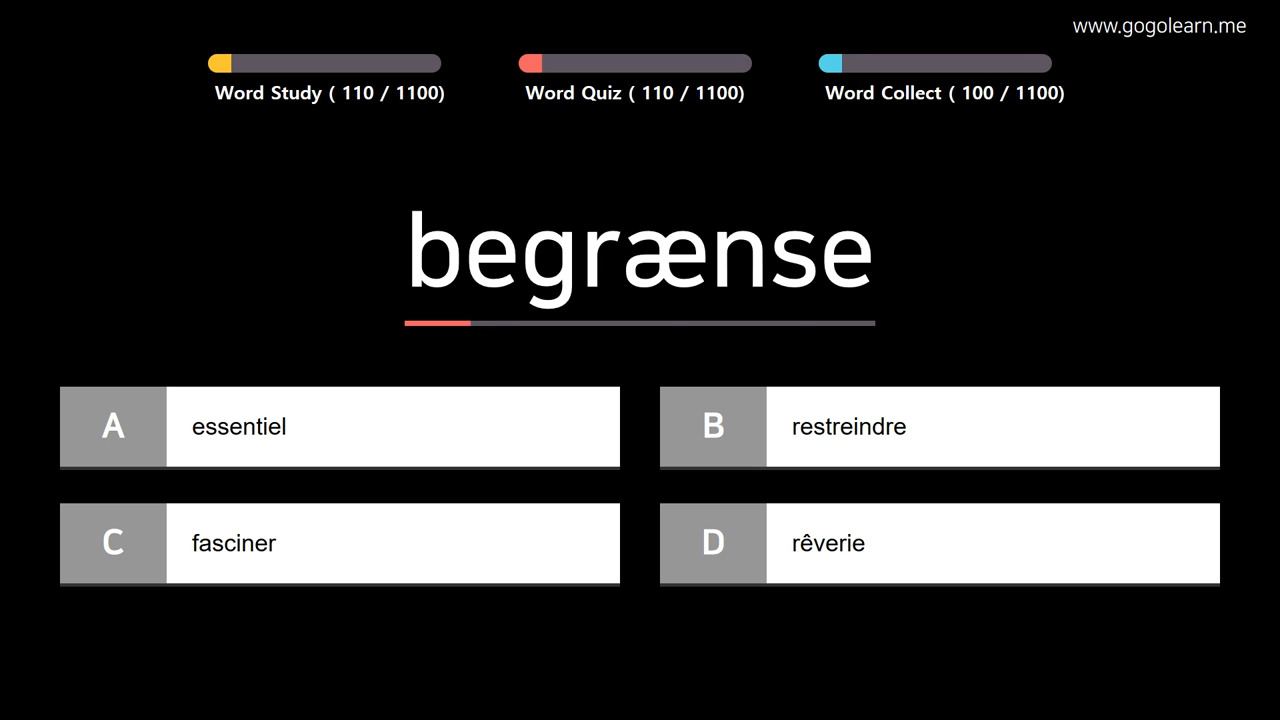 www.gogolearn.me
Word Study ( 110 / 1100)
Word Quiz ( 110 / 1100)
Word Collect ( 100 / 1100)
begrænse
A essentiel
B restreindre
C fasciner
D rêverie